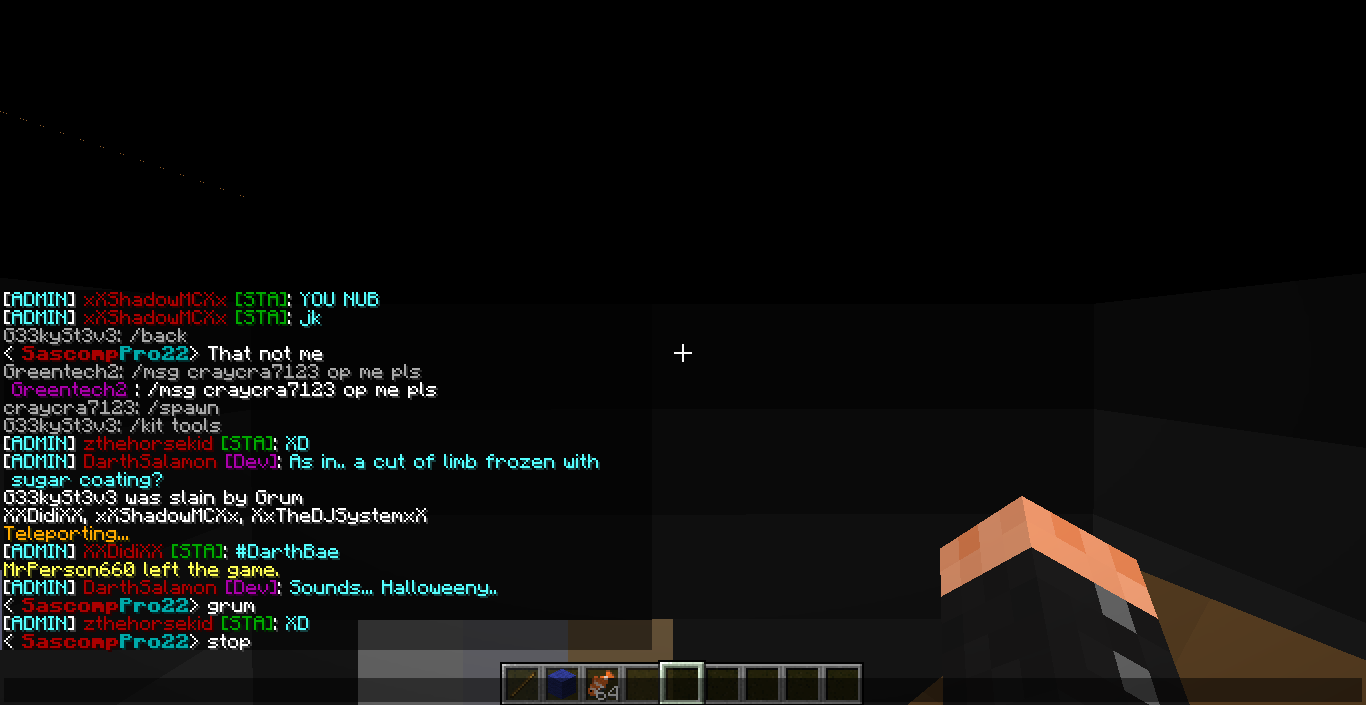 [ADMIN] xXShadowMCXx [STA]: YOU NUB
[ADMIN] xXShadowMCXx [STA]: jk
G33kySt3v3: /back
< SascompPro22> That not me
Greentech2: /msg craycra7123 op me pls
Greentech2 : /msg craycra7123 op me pls
craycra7123: /spawn
G33kySt3v3: /kit tools
[ADMIN] zthehorsekid [STA]: XD
[ADMIN] DarthSalamon [Dev]: As in.. a cut of limb frozen with
sugar coating?
G33kySt3v3 was slain by Grum
XXDidiXX, xXShadowMCXx, XxTheDJSystemxX
Teleporting...
[ADMIN] XXDidiXX [STA]: #DarthBae
MrPerson660 left the game.
[ADMIN] DarthSalamon [Dev]: Sounds... Halloweeny..
< SascompPro22> grum
[ADMIN] zthehorsekid [STA]: XD
< SascompPro22> stop
64